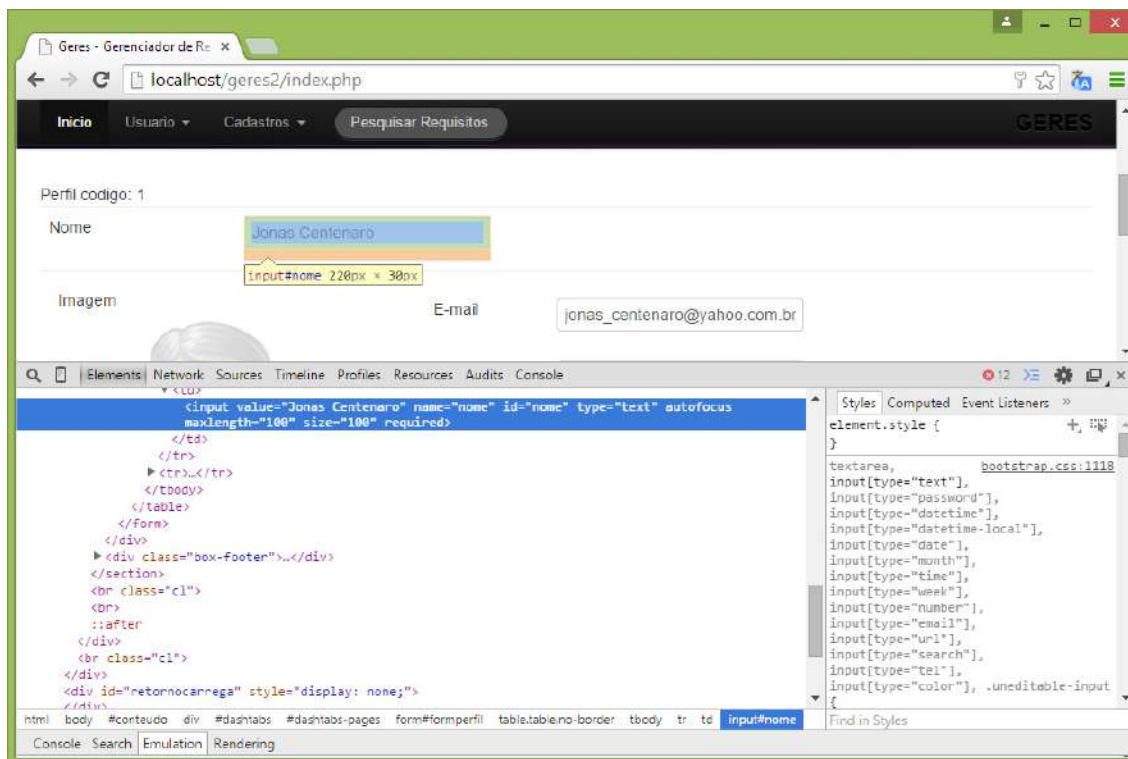 Geres - Gerenciador de Re
localhost/geres2/index.php
Inicio Usuario Cadastros Pesquisar Requisitos GERES
Perfil codigo: 1
Nome Jonas Centenaro
input#nome 220px × 30px
Imagem E-mail jonas_centenaro@yahoo.com.br
Elements Network Sources Timeline Profiles Resources Audits Console 12
<td>
<input value="Jonas Centenaro" name="nome" id="nome" type="text" autofocus
maxlength="100" size="100" required>
</td>
</tr>
<tr>…</tr>
</tbody>
</table>
</form>
</div>
<div class="box-footer">…</div>
</section>
<br class="cl">
<br>
::after
</div>
<br class="cl">
</div>
<div id="retornocarrega" style="display: none;">
</div>
html body #conteudo div #dashtabs #dashtabs-pages form#formperfil table.table.no-border tbody tr td input#nome
Styles Computed Event Listeners »
element.style {
}
textarea, bootstrap.css:1118
input[type="text"],
input[type="password"],
input[type="datetime"],
input[type="datetime-local"],
input[type="date"],
input[type="month"],
input[type="time"],
input[type="week"],
input[type="number"],
input[type="email"],
input[type="url"],
input[type="search"],
input[type="tel"],
input[type="color"], .uneditable-input
{
Find in Styles
Console Search Emulation Rendering